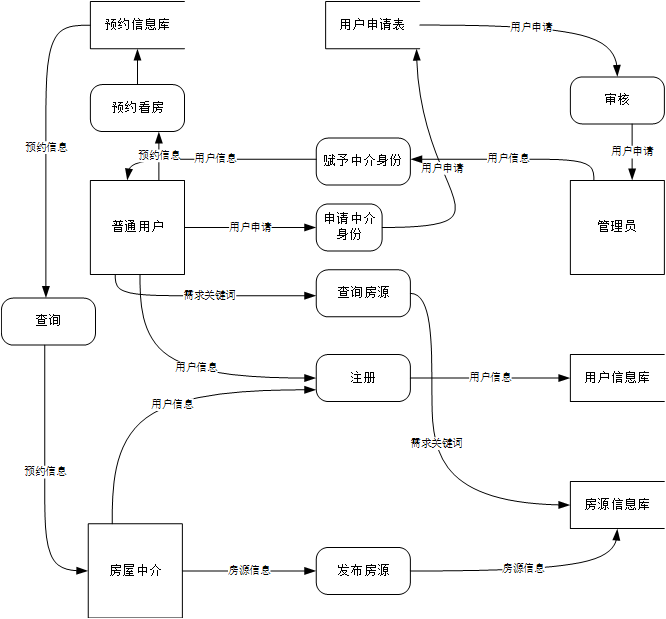 预约信息库
用户申请表
用户申请
预约看房
审核
预约信息
预约信息
用户信息
赋予中介身份
用户申请
用户信息
用户申请
普通用户
用户申请
申请中介
身份
管理员
需求关键词
查询房源
查询
用户信息
注册
用户信息
用户信息库
用户信息
需求关键词
预约信息
房源信息库
房屋中介
房源信息
发布房源
房源信息